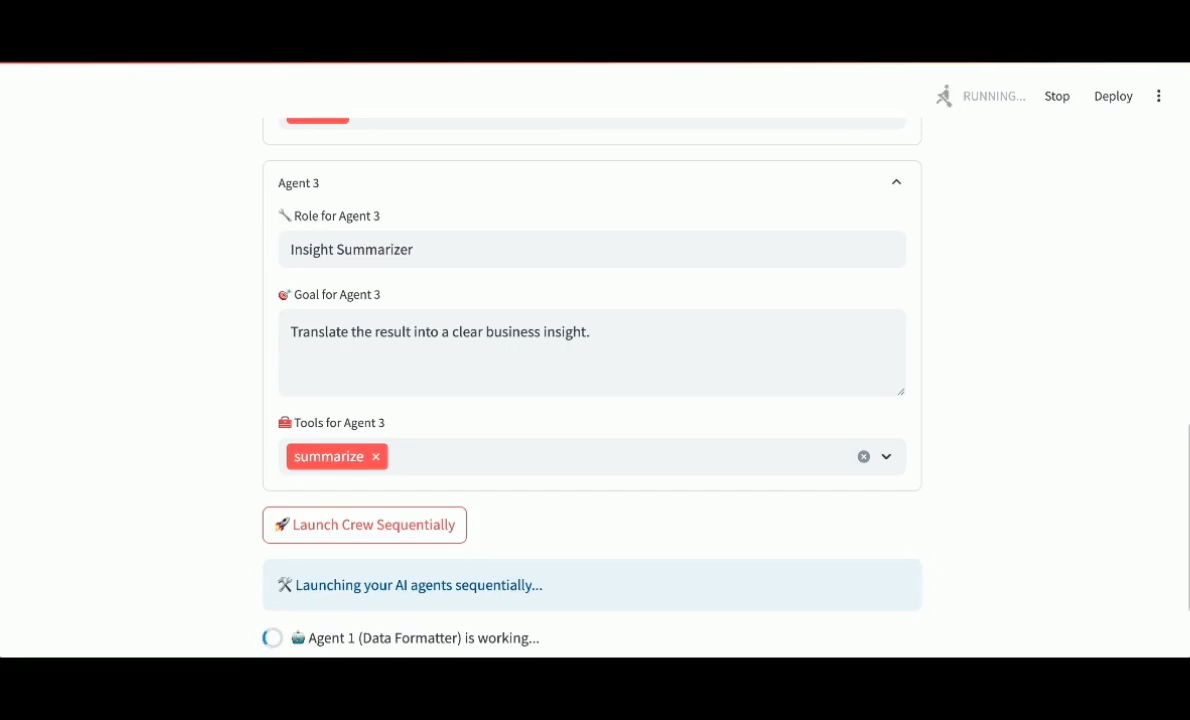 RUNNING...
Stop
Deploy
Agent 3
Role for Agent 3
Insight Summarizer
Goal for Agent 3
Translate the result into a clear business insight.
Tools for Agent 3
summarize ×
Launch Crew Sequentially
Launching your AI agents sequentially...
Agent 1 (Data Formatter) is working...